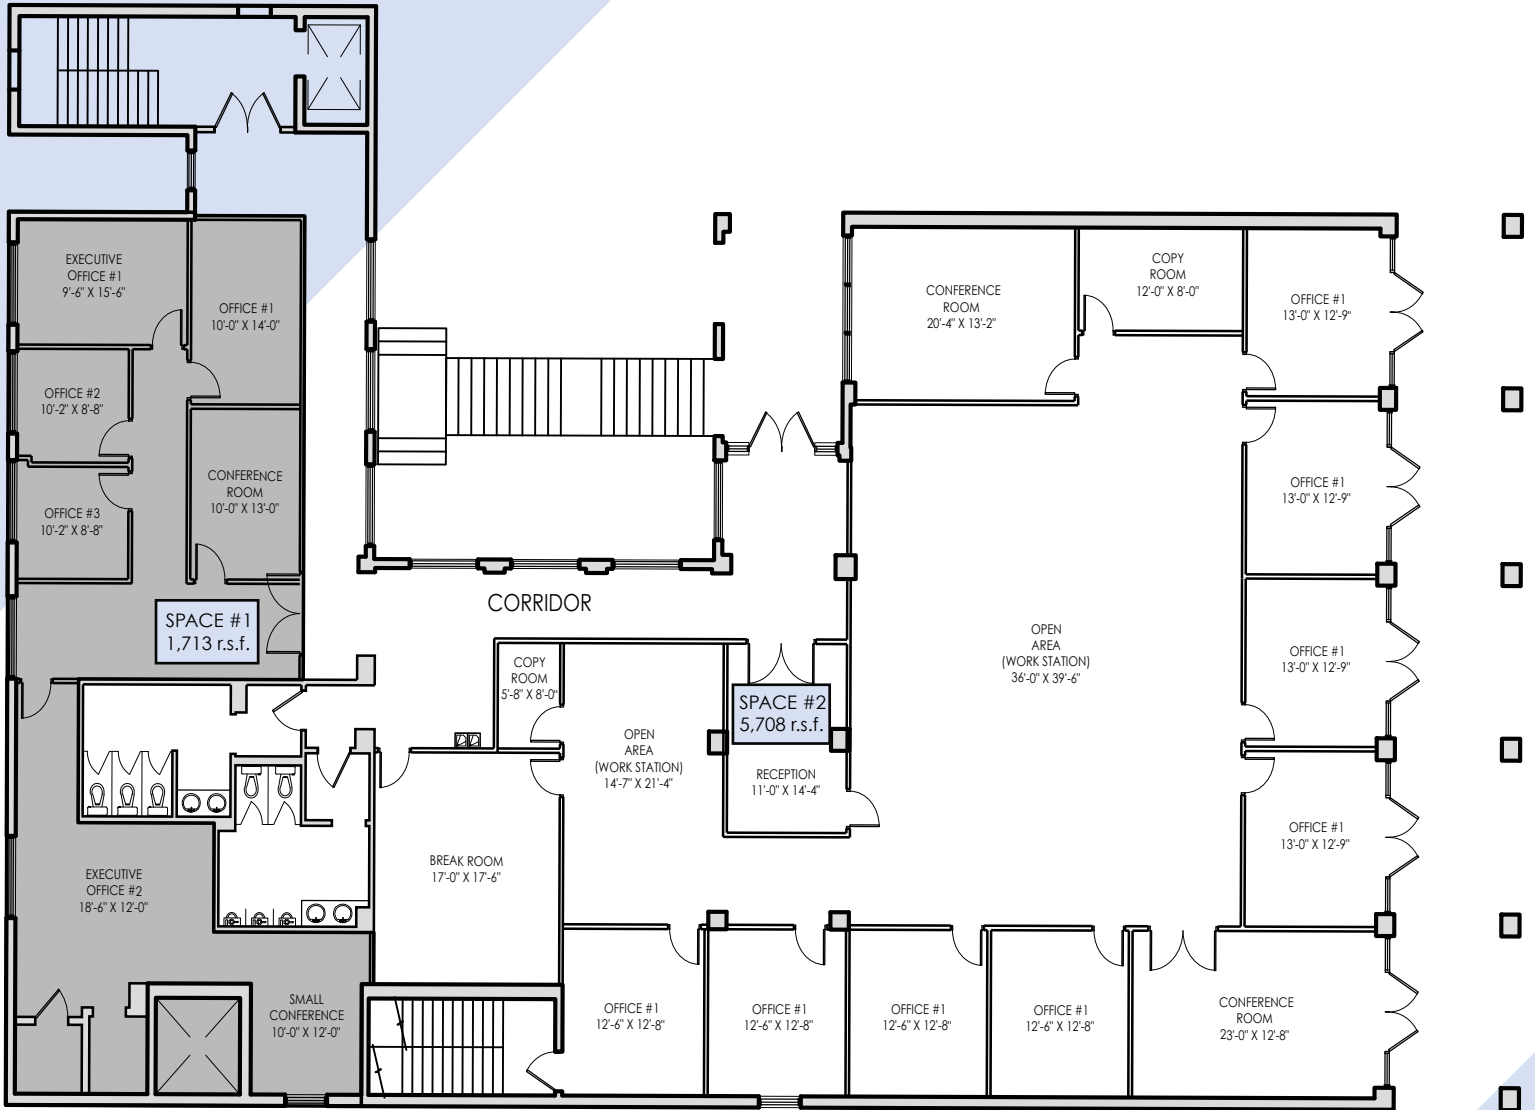 EXECUTIVE
OFFICE #1
9'-6" X 15'-6"
OFFICE #1
10'-0" X 14'-0"
OFFICE #2
10'-2" X 8'-8"
CONFERENCE
ROOM
10'-0" X 13'-0"
OFFICE #3
10'-2" X 8'-8"
SPACE #1
1,713 r.s.f.
EXECUTIVE
OFFICE #2
18'-6" X 12'-0"
SMALL
CONFERENCE
10'-0" X 12'-0"
CORRIDOR
COPY
ROOM
5'-8" X 8'-0"
OPEN
AREA
(WORK STATION)
14'-7" X 21'-4"
SPACE #2
5,708 r.s.f.
RECEPTION
11'-0" X 14'-4"
BREAK ROOM
17'-0" X 17'-6"
CONFERENCE
ROOM
20'-4" X 13'-2"
COPY
ROOM
12'-0" X 8'-0"
OFFICE #1
13'-0" X 12'-9"
OFFICE #1
13'-0" X 12'-9"
OPEN
AREA
(WORK STATION)
36'-0" X 39'-6"
OFFICE #1
13'-0" X 12'-9"
OFFICE #1
13'-0" X 12'-9"
OFFICE #1
12'-6" X 12'-8"
OFFICE #1
12'-6" X 12'-8"
OFFICE #1
12'-6" X 12'-8"
OFFICE #1
12'-6" X 12'-8"
CONFERENCE
ROOM
23'-0" X 12'-8"